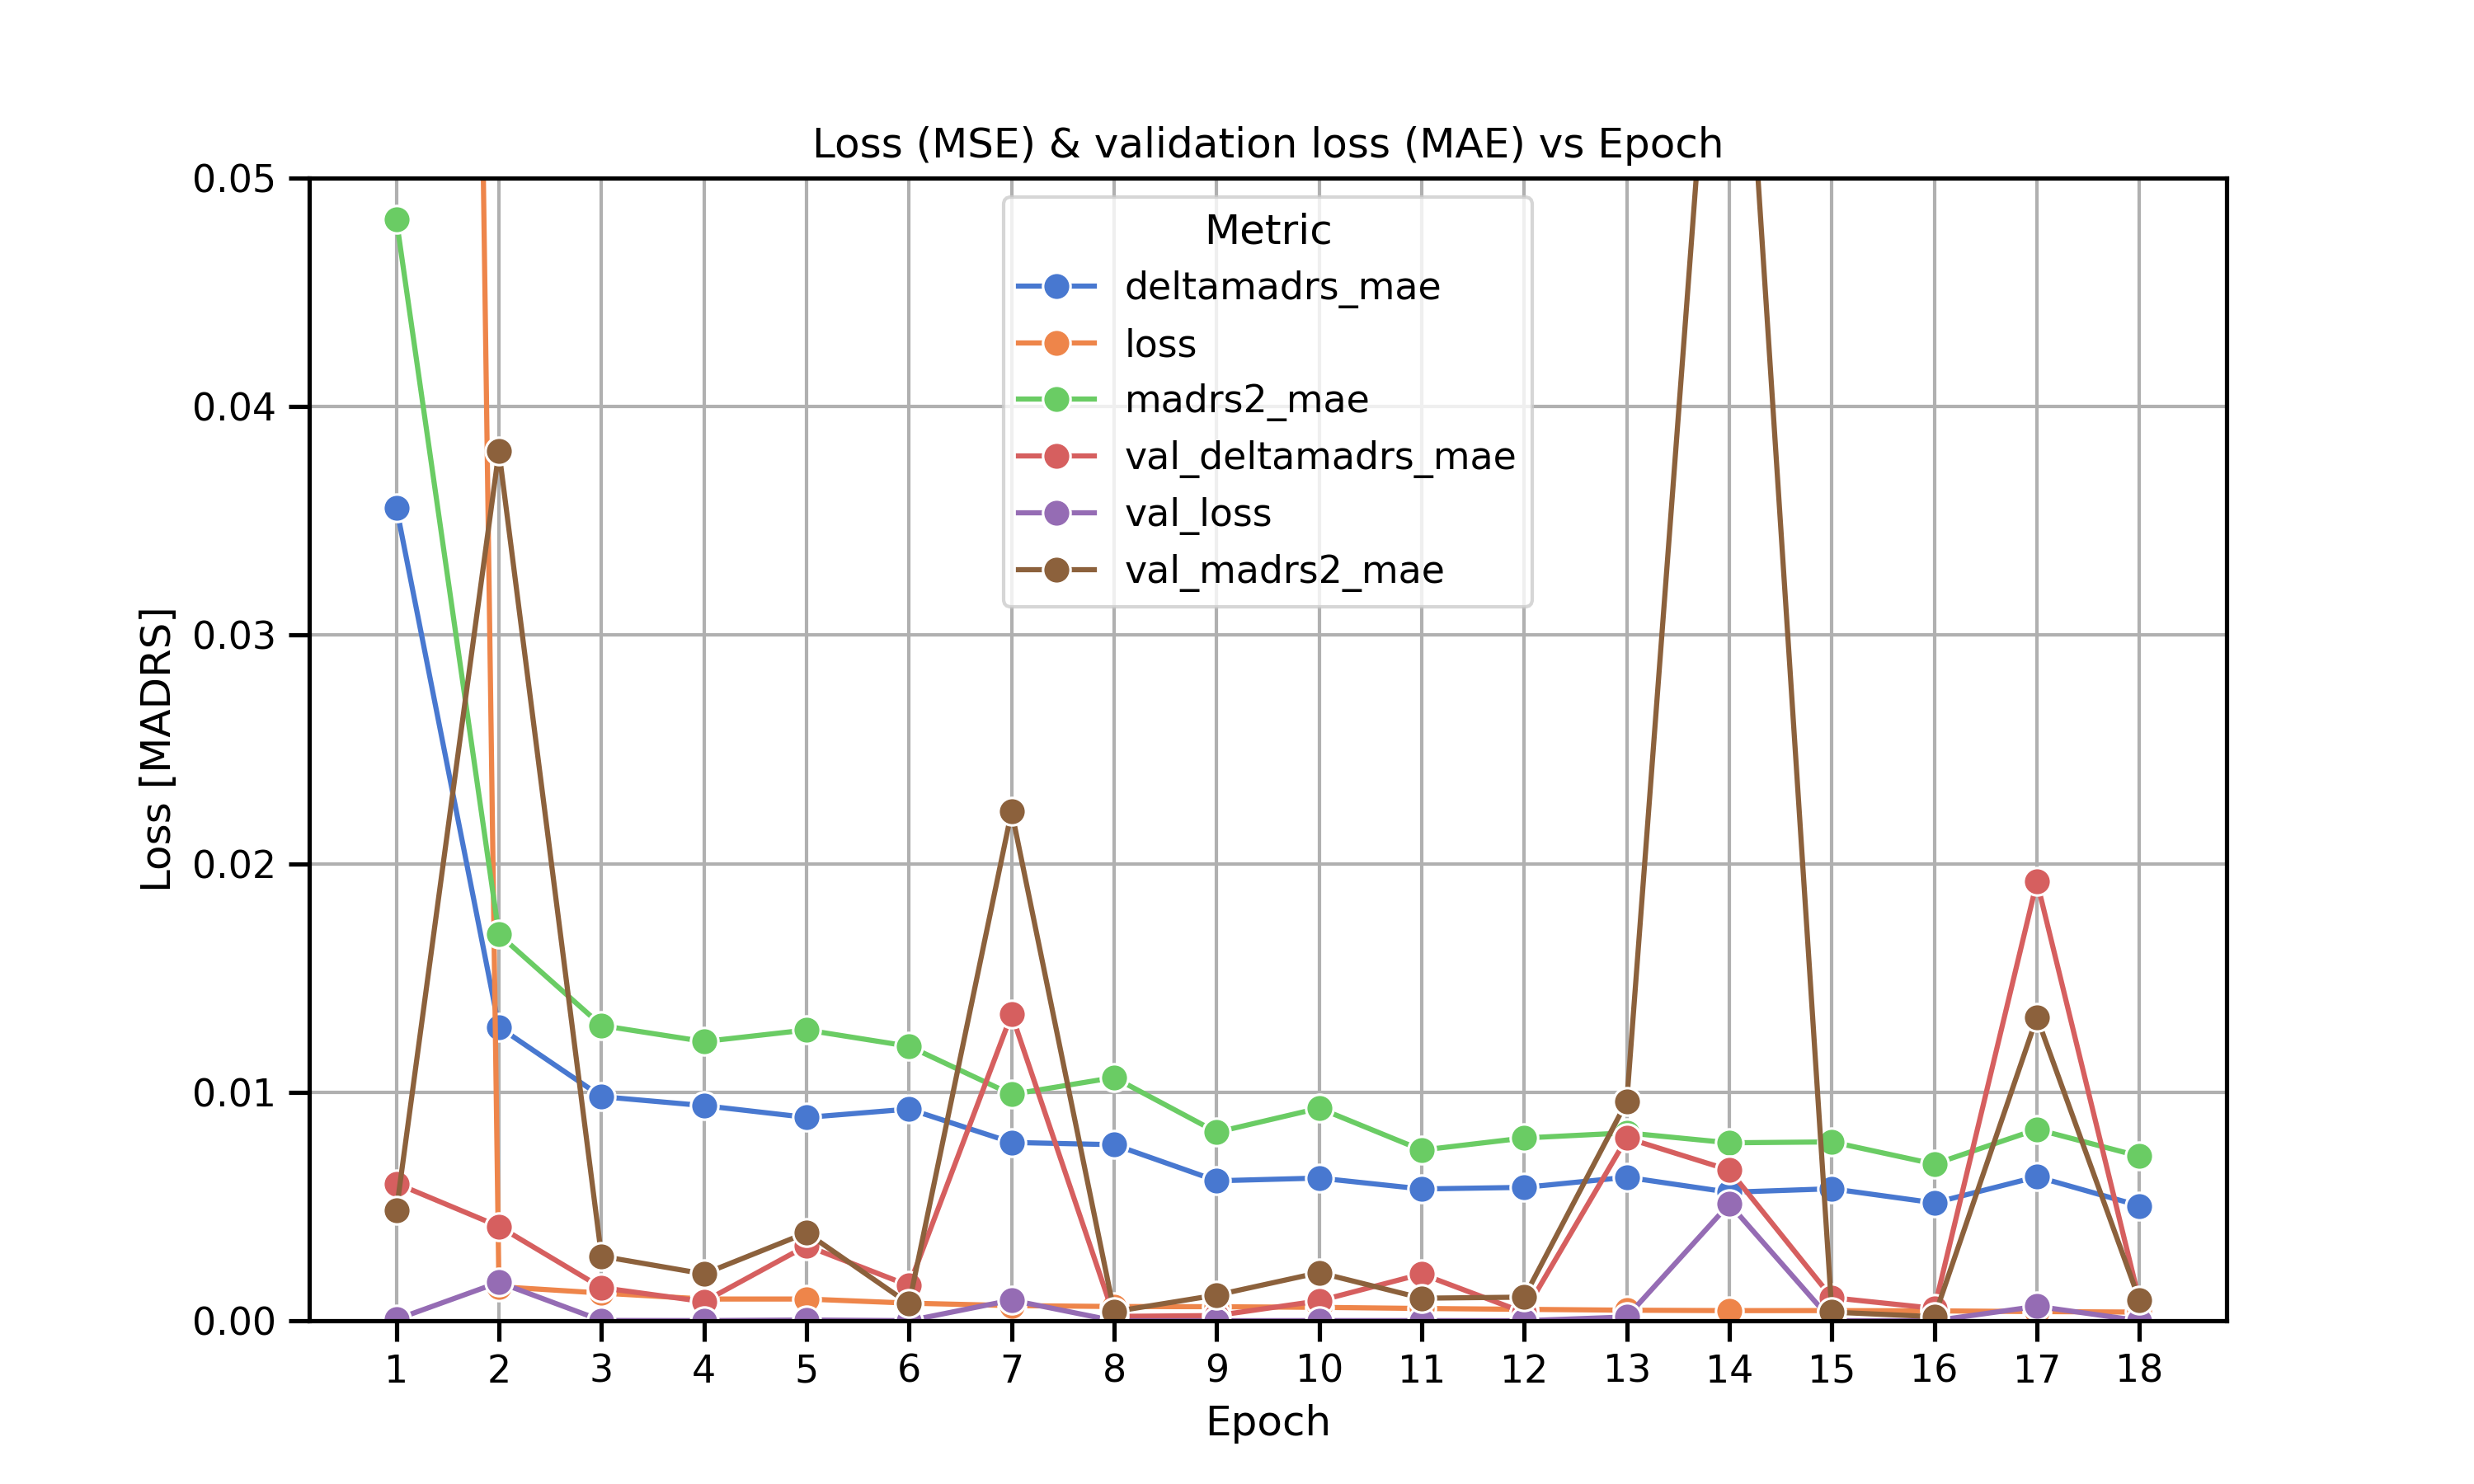 Loss (MSE) & validation loss (MAE) vs Epoch
Metric
deltamadrs_mae
loss
madrs2_mae
val_deltamadrs_mae
val_loss
val_madrs2_mae
Loss [MADRS]
0.05
0.04
0.03
0.02
0.01
0.00
1 2 3 4 5 6 7 8 9 10 11 12 13 14 15 16 17 18
Epoch